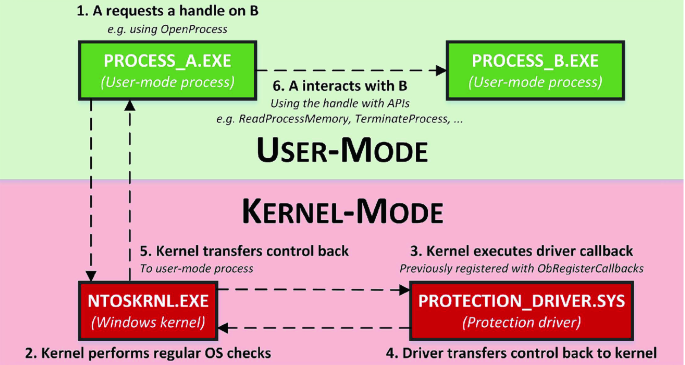 1. A requests a handle on B
e.g. using OpenProcess
PROCESS_A.EXE
(User-mode process)
PROCESS_B.EXE
(User-mode process)
6. A interacts with B
Using the handle with APIs
e.g. ReadProcessMemory, TerminateProcess, ...
USER-MODE
KERNEL-MODE
5. Kernel transfers control back
To user-mode process
3. Kernel executes driver callback
Previously registered with ObRegisterCallbacks
NTOSKRNL.EXE
(Windows kernel)
PROTECTION_DRIVER.SYS
(Protection driver)
2. Kernel performs regular OS checks
4. Driver transfers control back to kernel